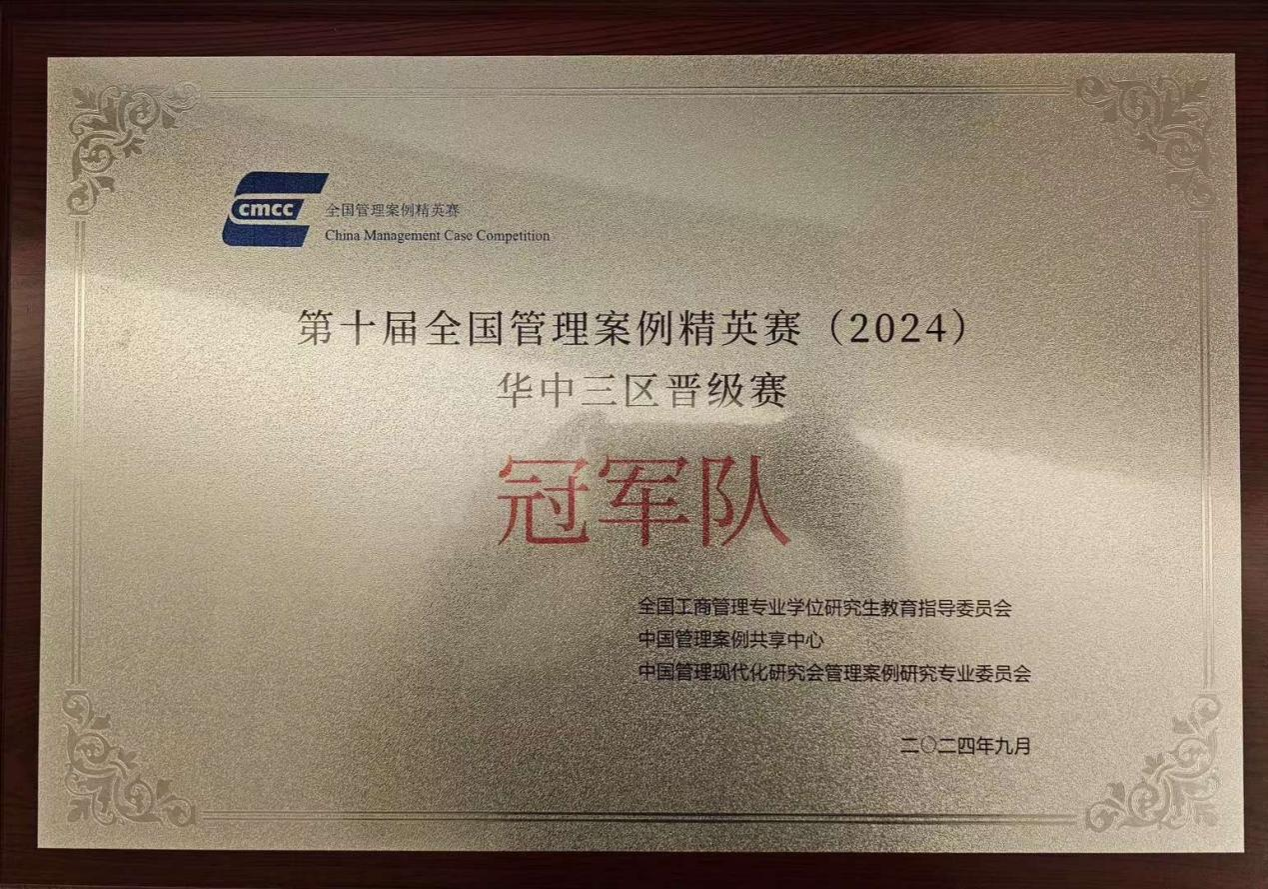 cmcc
全国管理案例精英赛
China Management Case Competition
第十届全国管理案例精英赛（2024）
华中三区晋级赛
冠军队
全国工商管理专业学位研究生教育指导委员会
中国管理案例共享中心
中国管理现代化研究会管理案例研究专业委员会
二〇二四年九月